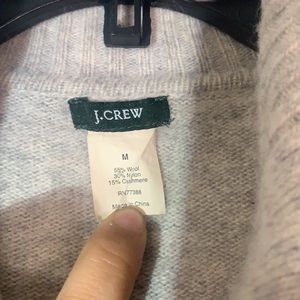 J.CREW
M
55% Wool
30% Nylon
15% Cashmere
RN77388
Made in China